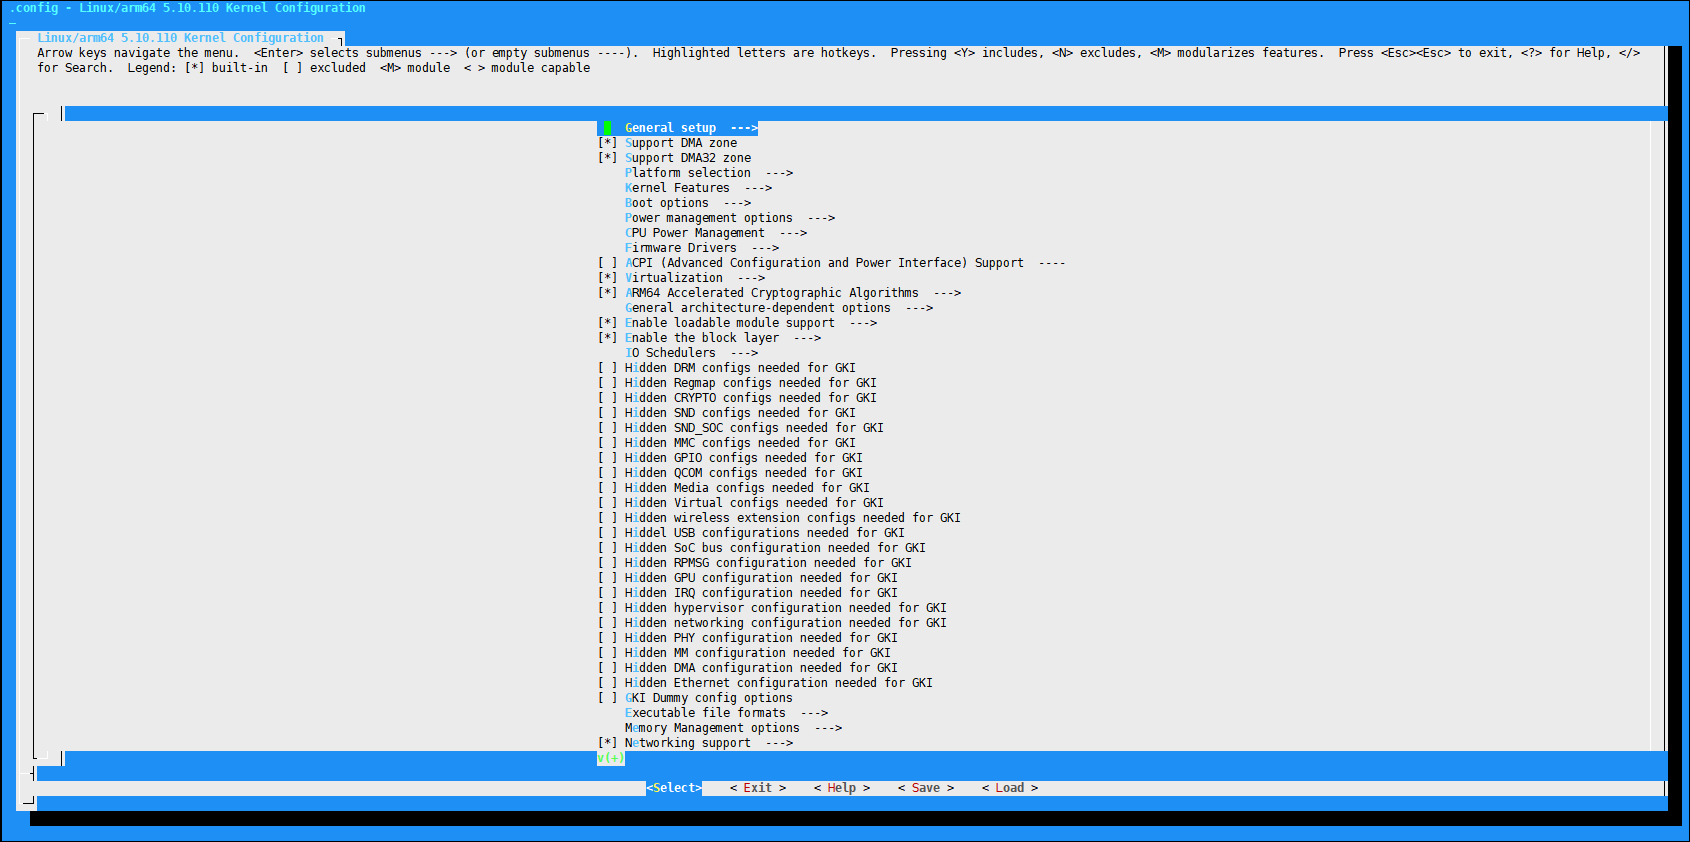 .config - Linux/arm64 5.10.110 Kernel Configuration
Linux/arm64 5.10.110 Kernel Configuration
Arrow keys navigate the menu.  <Enter> selects submenus ---> (or empty submenus ----).  Highlighted letters are hotkeys.  Pressing <Y> includes, <N> excludes, <M> modularizes features.  Press <Esc><Esc> to exit, <?> for Help, </>
for Search.  Legend: [*] built-in  [ ] excluded  <M> module  < > module capable
General setup  --->
[*] Support DMA zone
[*] Support DMA32 zone
Platform selection  --->
Kernel Features  --->
Boot options  --->
Power management options  --->
CPU Power Management  --->
Firmware Drivers  --->
[ ] ACPI (Advanced Configuration and Power Interface) Support  ----
[*] Virtualization  --->
[*] ARM64 Accelerated Cryptographic Algorithms  --->
General architecture-dependent options  --->
[*] Enable loadable module support  --->
[*] Enable the block layer  --->
IO Schedulers  --->
[ ] Hidden DRM configs needed for GKI
[ ] Hidden Regmap configs needed for GKI
[ ] Hidden CRYPTO configs needed for GKI
[ ] Hidden SND configs needed for GKI
[ ] Hidden SND_SOC configs needed for GKI
[ ] Hidden MMC configs needed for GKI
[ ] Hidden GPIO configs needed for GKI
[ ] Hidden QCOM configs needed for GKI
[ ] Hidden Media configs needed for GKI
[ ] Hidden Virtual configs needed for GKI
[ ] Hidden wireless extension configs needed for GKI
[ ] Hiddel USB configurations needed for GKI
[ ] Hidden SoC bus configuration needed for GKI
[ ] Hidden RPMSG configuration needed for GKI
[ ] Hidden GPU configuration needed for GKI
[ ] Hidden IRQ configuration needed for GKI
[ ] Hidden hypervisor configuration needed for GKI
[ ] Hidden networking configuration needed for GKI
[ ] Hidden PHY configuration needed for GKI
[ ] Hidden MM configuration needed for GKI
[ ] Hidden DMA configuration needed for GKI
[ ] Hidden Ethernet configuration needed for GKI
[ ] GKI Dummy config options
Executable file formats  --->
Memory Management options  --->
[*] Networking support  --->
v(+)
<Select>    < Exit >    < Help >    < Save >    < Load >